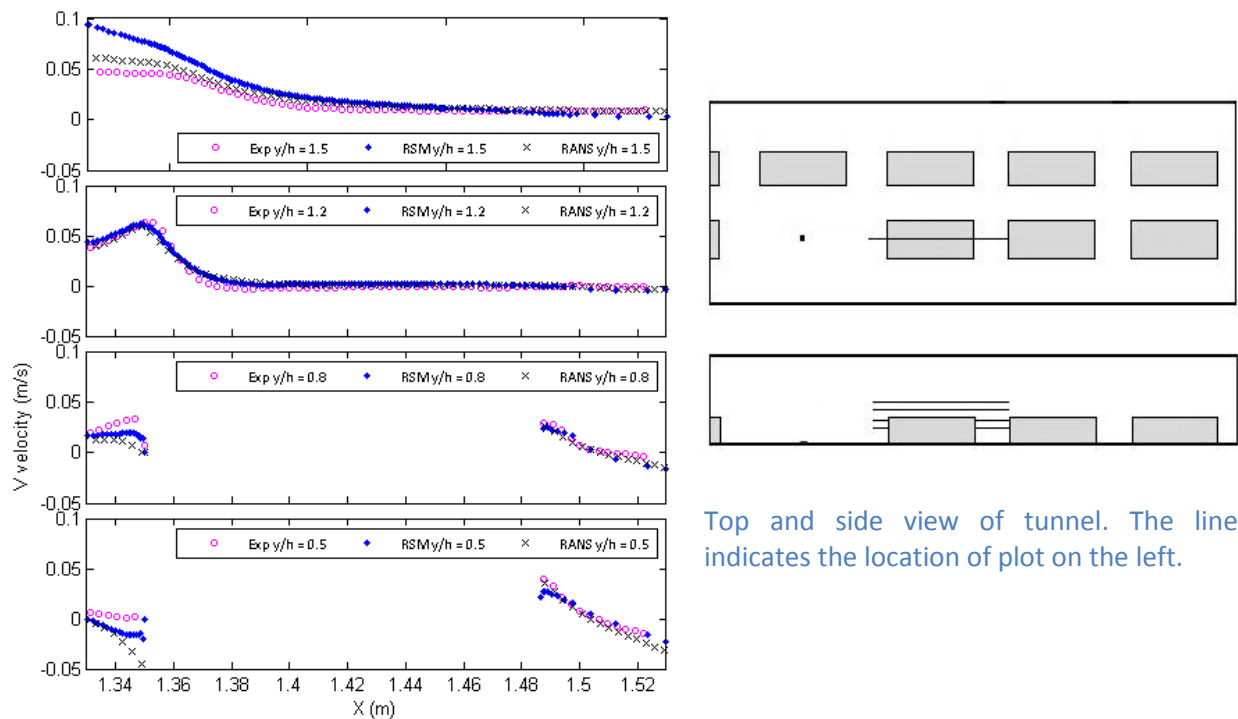 0.1
0.05
0
-0.05
Exp y/h = 1.5 RSM y/h = 1.5 RANS y/h = 1.5
0.1
0.05
0
-0.05
Exp y/h = 1.2 RSM y/h = 1.2 RANS y/h = 1.2
0.1
0.05
0
-0.05
Exp y/h = 0.8 RSM y/h = 0.8 RANS y/h = 0.8
0.1
0.05
0
-0.05
Exp y/h = 0.5 RSM y/h = 0.5 RANS y/h = 0.5
V velocity (m/s)
1.34 1.36 1.38 1.4 1.42 1.44 1.46 1.48 1.5 1.52
X (m)
Top and side view of tunnel. The line
indicates the location of plot on the left.